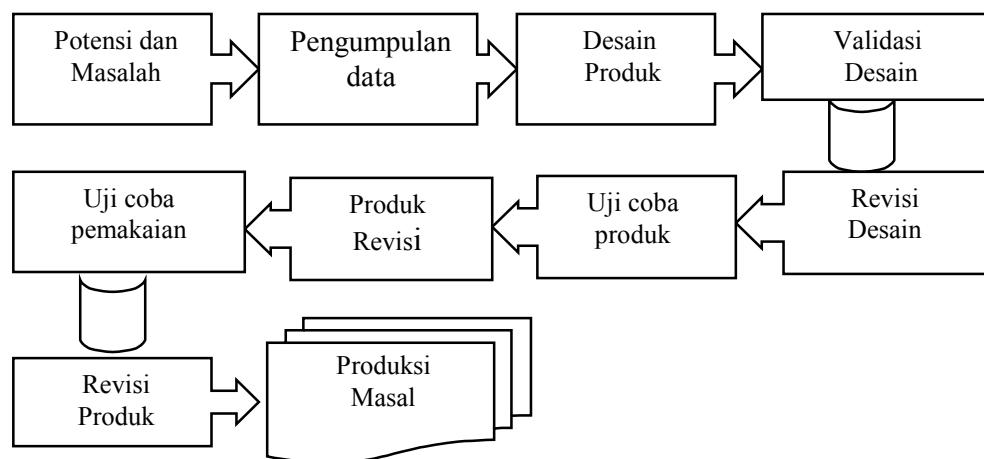 Potensi dan
Masalah
Pengumpulan
data
Desain
Produk
Validasi
Desain
Revisi
Desain
Uji coba
produk
Produk
Revisi
Uji coba
pemakaian
Revisi
Produk
Produksi
Masal